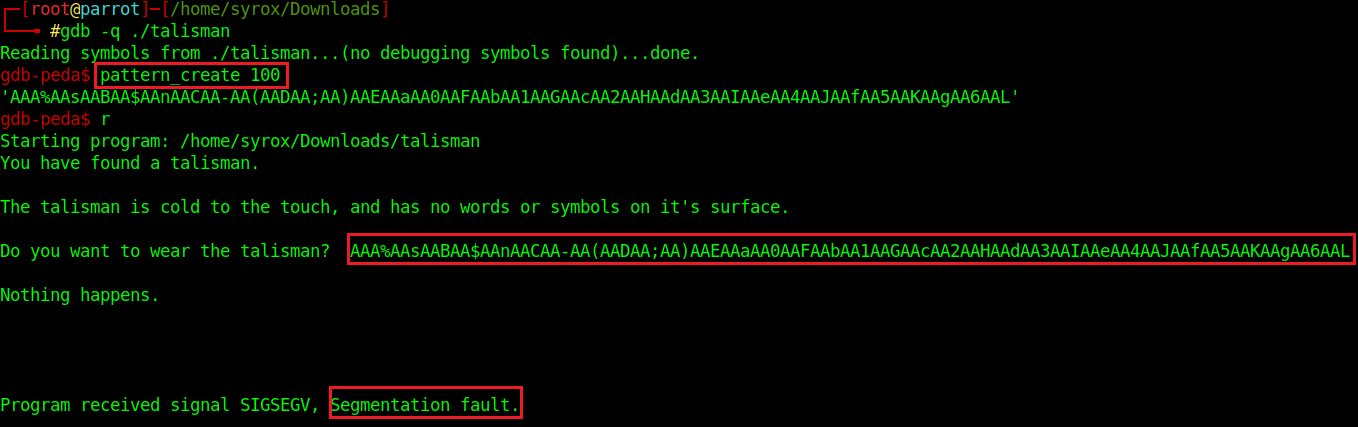 ┌─[root@parrot]─[/home/syrox/Downloads]
└──╼ #gdb -q ./talisman
Reading symbols from ./talisman...(no debugging symbols found)...done.
gdb-peda$ pattern_create 100
'AAA%AAsAABAA$AAnAACAA-AA(AADAA;AA)AAEAAaAA0AAFAAbAA1AAGAAcAA2AAHAAdAA3AAIAAeAA4AAJAAfAA5AAKAAgAA6AAL'
gdb-peda$ r
Starting program: /home/syrox/Downloads/talisman
You have found a talisman.
The talisman is cold to the touch, and has no words or symbols on it's surface.
Do you want to wear the talisman? AAA%AAsAABAA$AAnAACAA-AA(AADAA;AA)AAEAAaAA0AAFAAbAA1AAGAAcAA2AAHAAdAA3AAIAAeAA4AAJAAfAA5AAKAAgAA6AAL
Nothing happens.
Program received signal SIGSEGV, Segmentation fault.